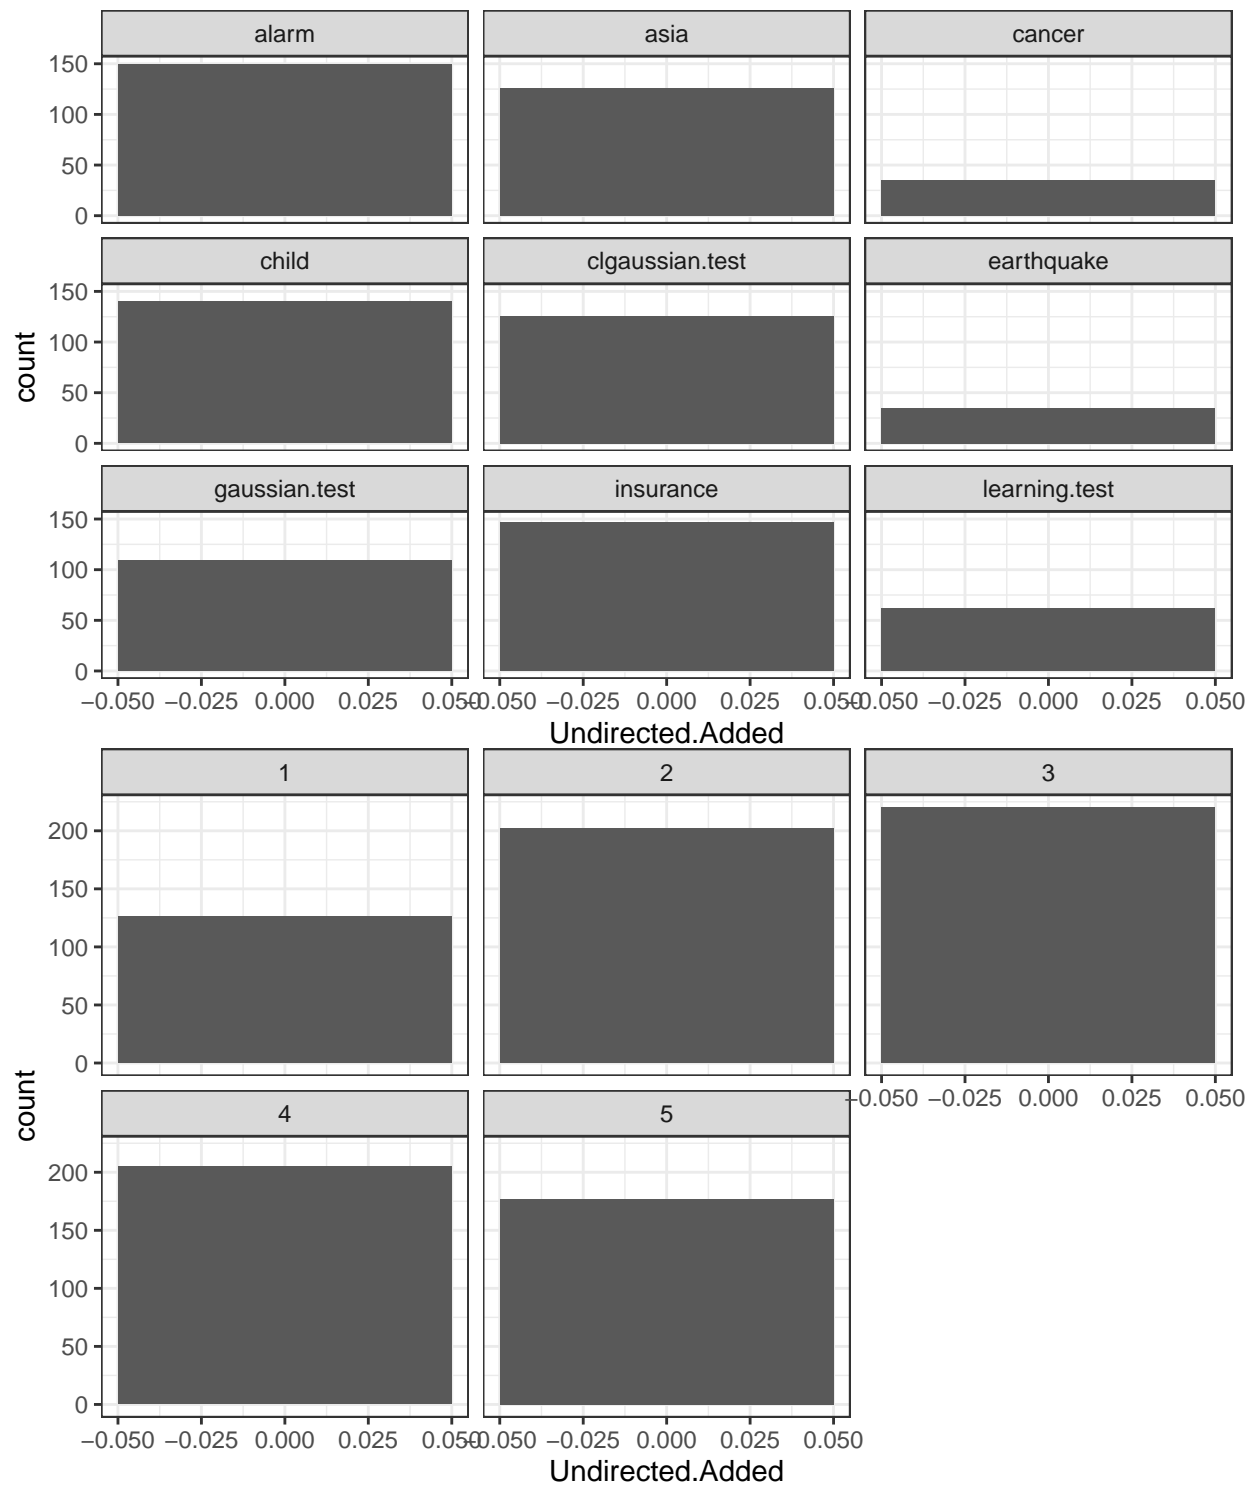 alarm asia cancer
150
100
50
0
child clgaussian.test earthquake
150
100
50
0
count
gaussian.test insurance learning.test
150
100
50
0
−0.050 −0.025 0.000 0.025 0.050 −0.050 −0.025 0.000 0.025 0.050 −0.050 −0.025 0.000 0.025 0.050
Undirected.Added
1 2 3
200
150
100
50
0
−0.050 −0.025 0.000 0.025 0.050
count
4 5
200
150
100
50
0
−0.050 −0.025 0.000 0.025 0.050 −0.050 −0.025 0.000 0.025 0.050
Undirected.Added